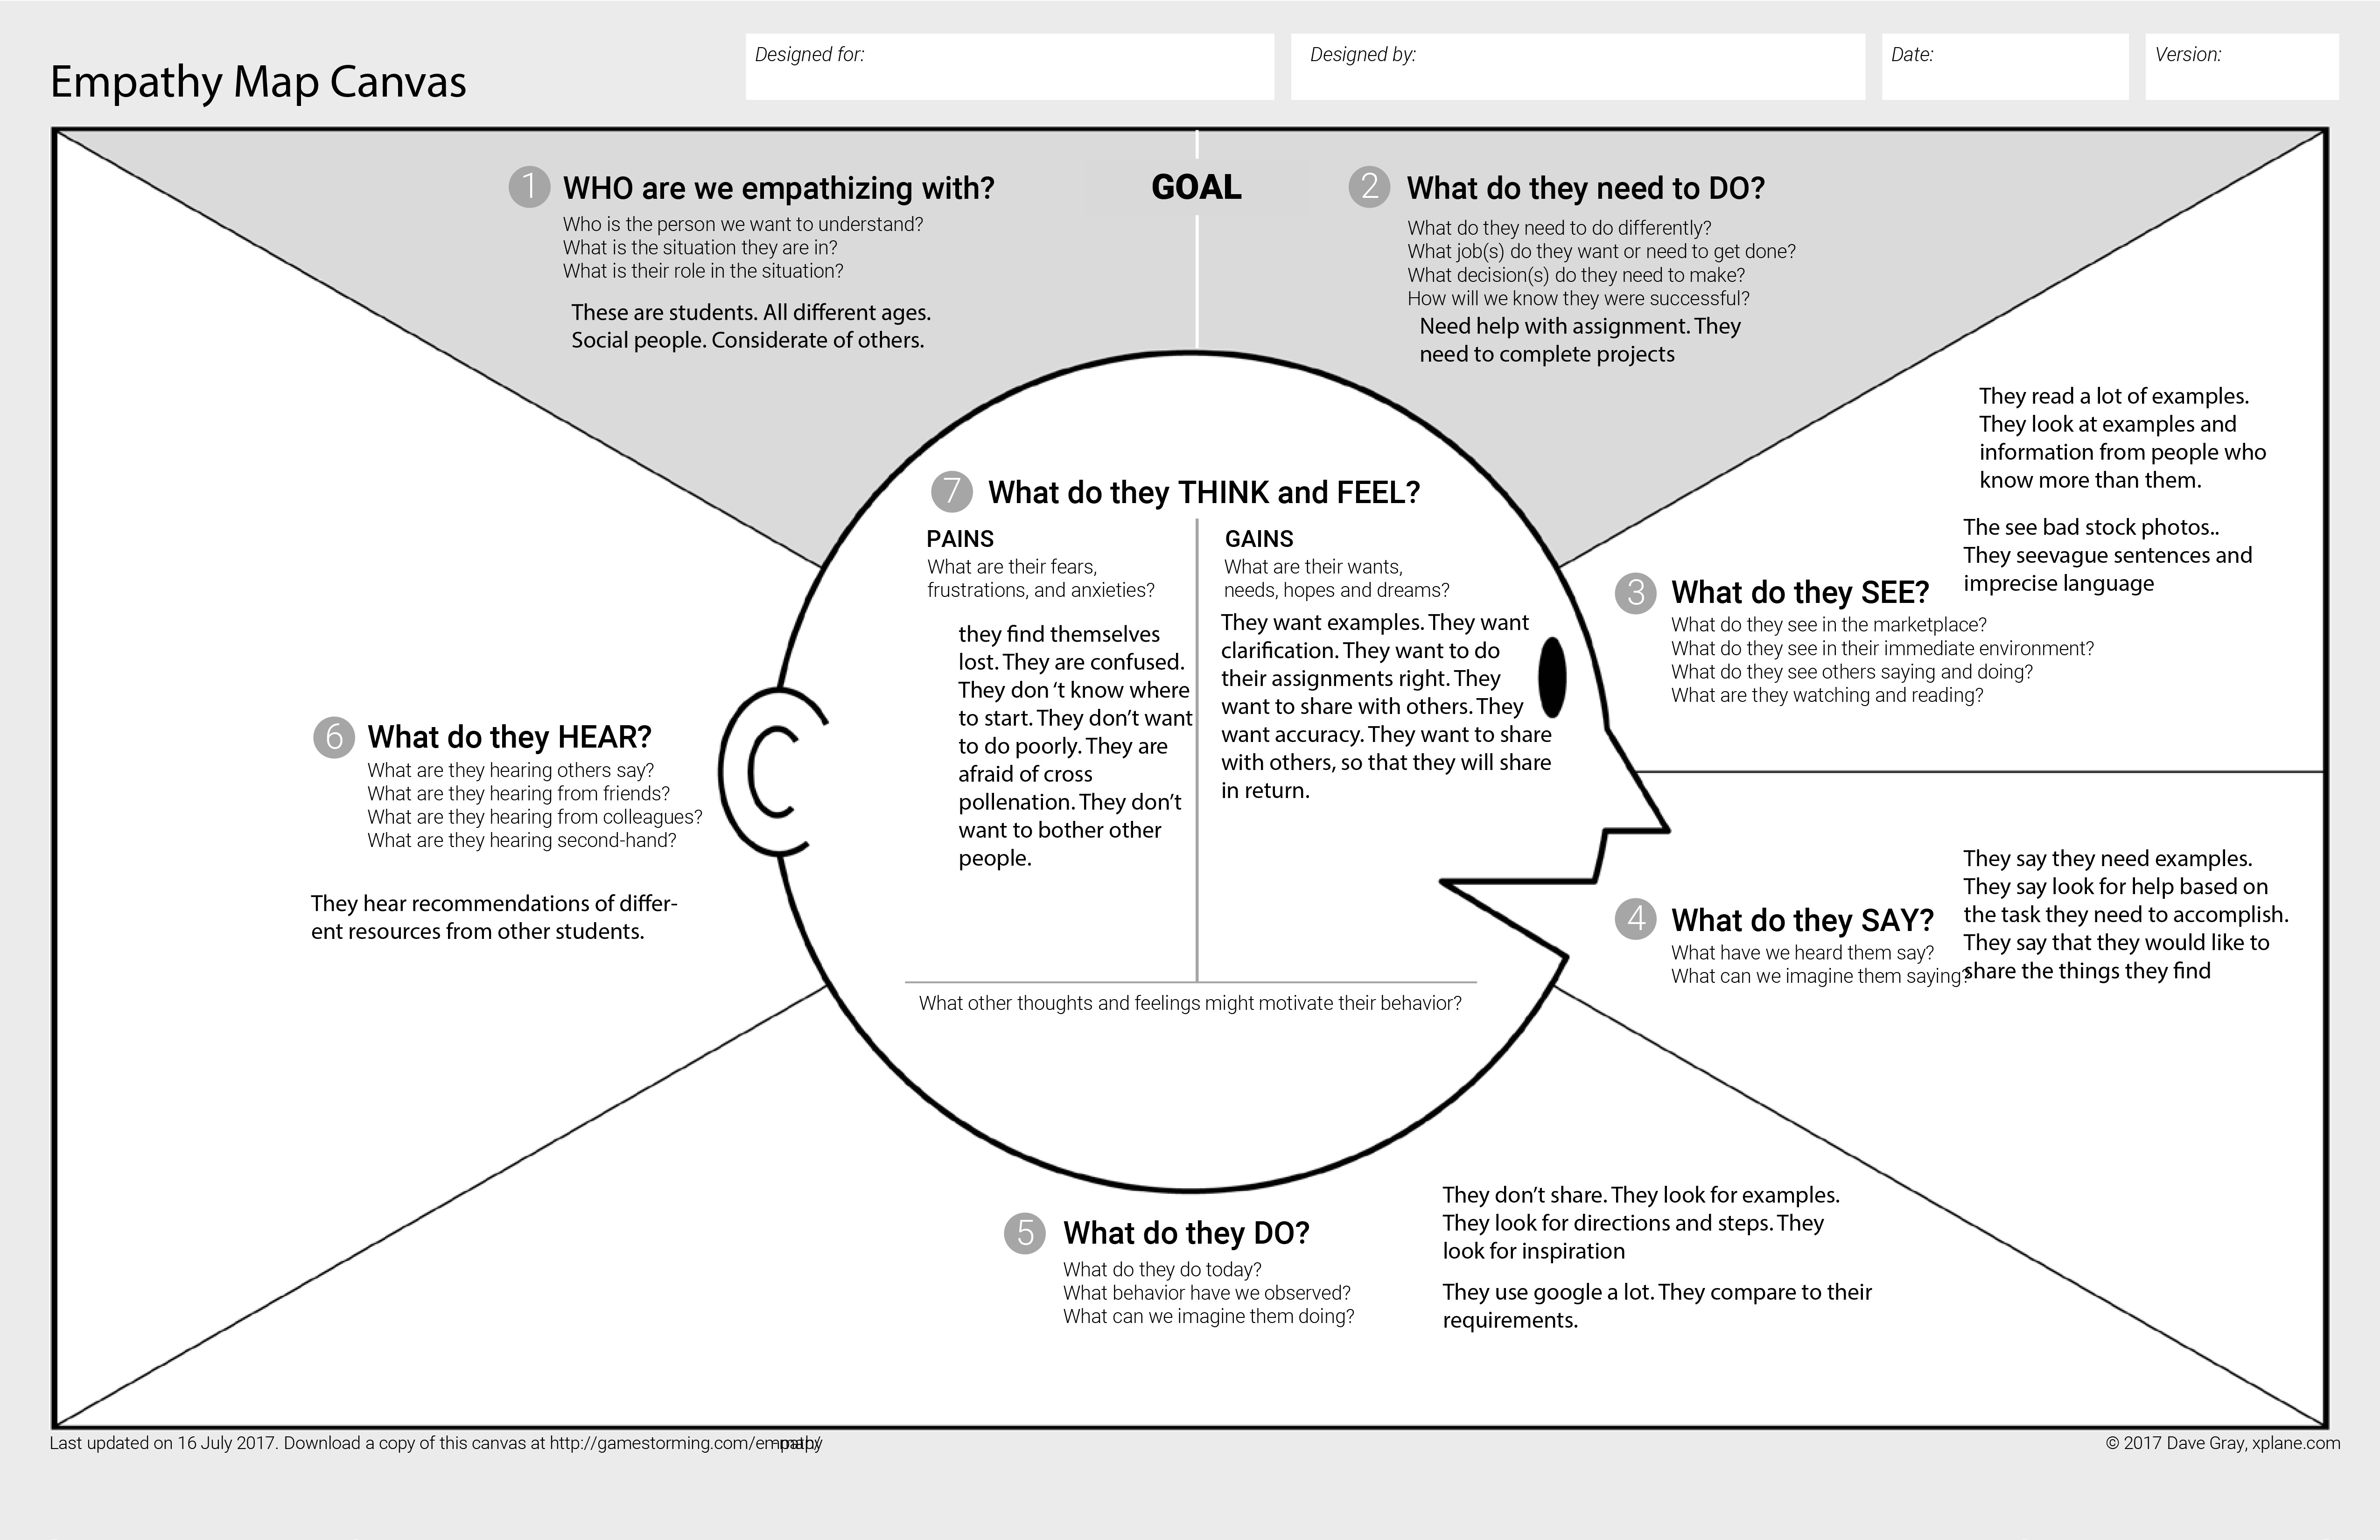 Empathy Map Canvas
Designed for:
Designed by:
Date:
Version:
1
WHO are we empathizing with?
Who is the person we want to understand?
What is the situation they are in?
What is their role in the situation?
These are students. All different ages.
Social people. Considerate of others.
GOAL
2
What do they need to DO?
What do they need to do differently?
What job(s) do they want or need to get done?
What decision(s) do they need to make?
How will we know they were successful?
Need help with assignment. They
need to complete projects
They read a lot of examples.
They look at examples and
information from people who
know more than them.
The see bad stock photos..
They seevague sentences and
imprecise language
3
What do they SEE?
What do they see in the marketplace?
What do they see in their immediate environment?
What do they see others saying and doing?
What are they watching and reading?
4
What do they SAY?
What have we heard them say?
What can we imagine them saying?
They say they need examples.
They say look for help based on
the task they need to accomplish.
They say that they would like to
share the things they find
5
What do they DO?
What do they do today?
What behavior have we observed?
What can we imagine them doing?
They don’t share. They look for examples.
They look for directions and steps. They
look for inspiration
They use google a lot. They compare to their
requirements.
6
What do they HEAR?
What are they hearing others say?
What are they hearing from friends?
What are they hearing from colleagues?
What are they hearing second-hand?
They hear recommendations of differ-
ent resources from other students.
7
What do they THINK and FEEL?
PAINS
What are their fears,
frustrations, and anxieties?
they find themselves
lost. They are confused.
They don ‘t know where
to start. They don’t want
to do poorly. They are
afraid of cross
pollenation. They don’t
want to bother other
people.
GAINS
What are their wants,
needs, hopes and dreams?
They want examples. They want
clarification. They want to do
their assignments right. They
want to share with others. They
want accuracy. They want to share
with others, so that they will share
in return.
What other thoughts and feelings might motivate their behavior?
Last updated on 16 July 2017. Download a copy of this canvas at http://gamestorming.com/empathy-map/
© 2017 Dave Gray, xplane.com